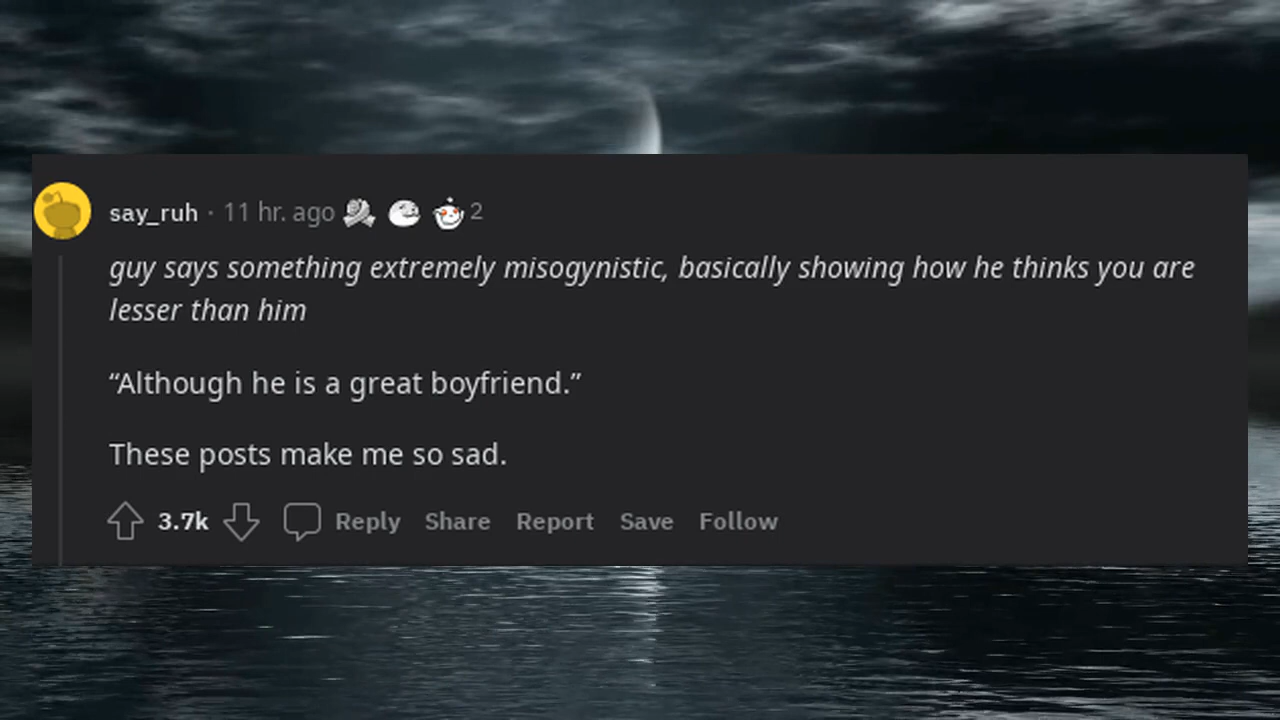 say_ruh · 11 hr. ago 2
guy says something extremely misogynistic, basically showing how he thinks you are
lesser than him
“Although he is a great boyfriend.”
These posts make me so sad.
3.7k Reply Share Report Save Follow